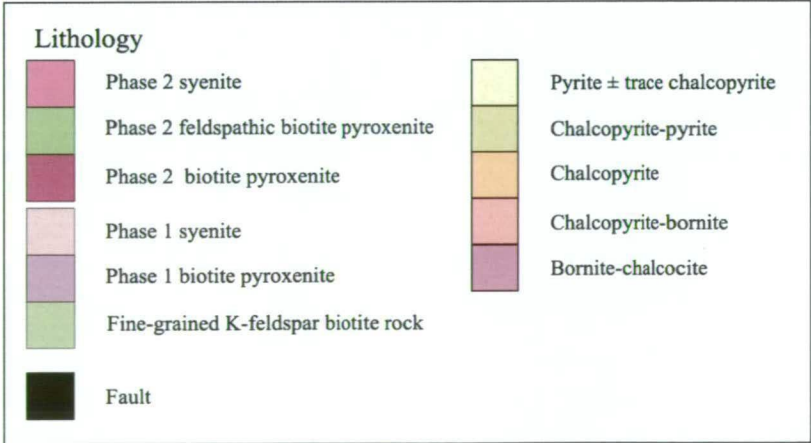 Lithology
Phase 2 syenite
Phase 2 feldspathic biotite pyroxenite
Phase 2 biotite pyroxenite
Phase 1 syenite
Phase 1 biotite pyroxenite
Fine-grained K-feldspar biotite rock
Fault
Pyrite ± trace chalcopyrite
Chalcopyrite-pyrite
Chalcopyrite
Chalcopyrite-bornite
Bornite-chalcocite